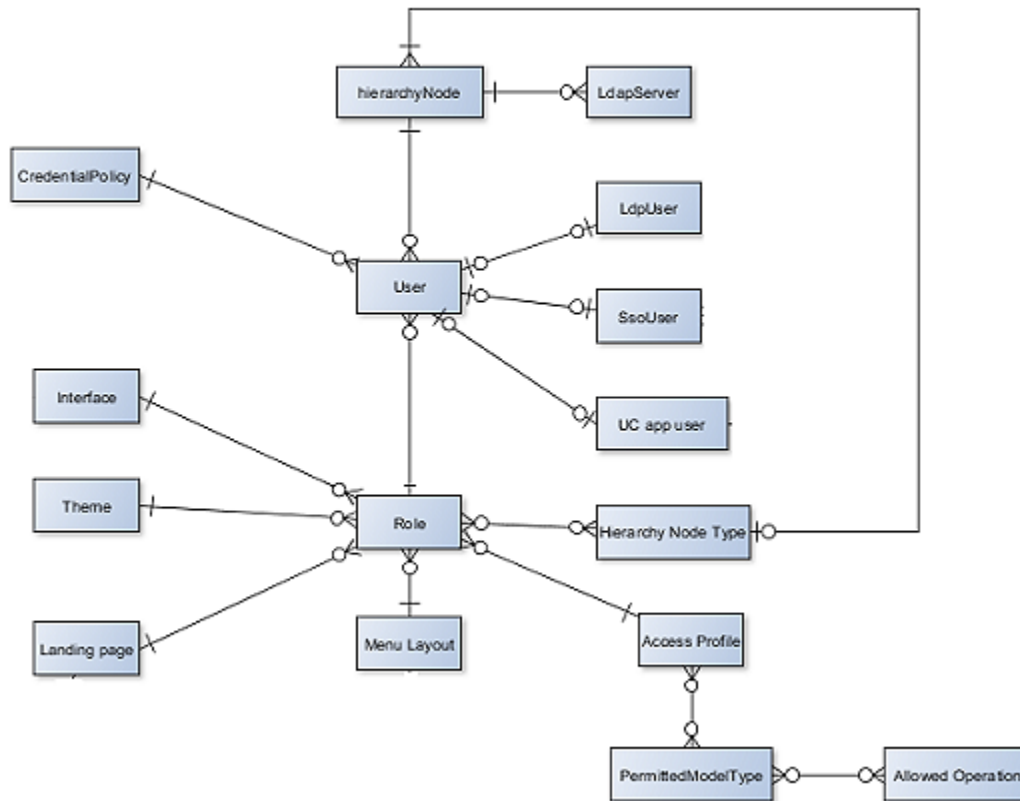 hierarchyNode
LdapServer
CredentialPolicy
LdpUser
User
SsoUser
Interface
UC app user
Theme
Role
Hierarchy Node Type
Landing page
Menu Layout
Access Profile
PermittedModelType
Allowed Operation